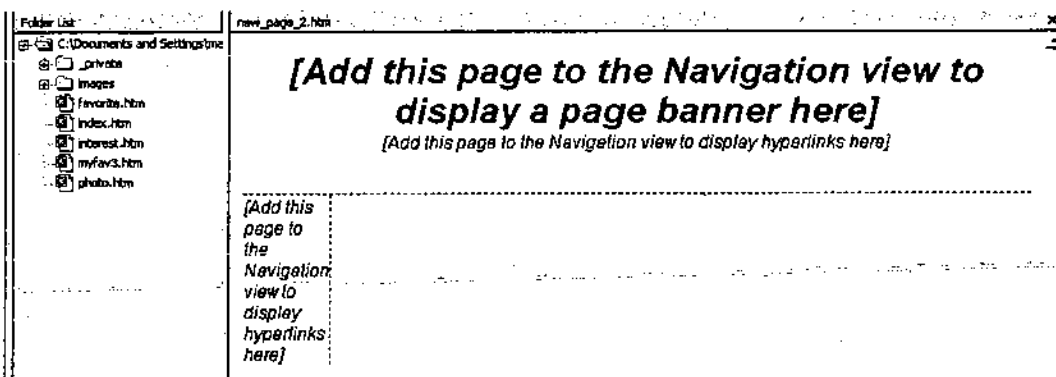 Folder List
new_page_2.htm
C:\Documents and Settings\ma
_private
images
favorite.htm
index.htm
interest.htm
myfav3.htm
photo.htm
[Add this page to the Navigation view to
display a page banner here]
[Add this page to the Navigation view to display hyperlinks here]
[Add this
page to
the
Navigation
view to
display
hyperlinks
here]